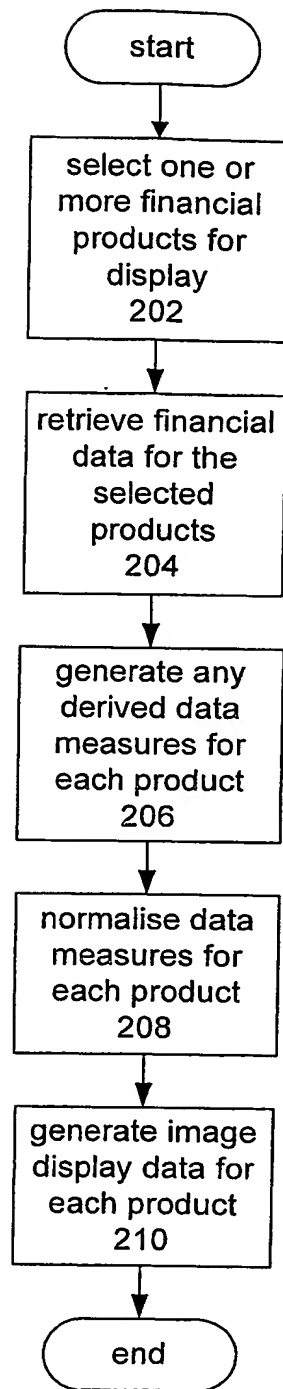 start
select one or
more financial
products for
display
202
retrieve financial
data for the
selected
products
204
generate any
derived data
measures for
each product
206
normalise data
measures for
each product
208
generate image
display data for
each product
210
end